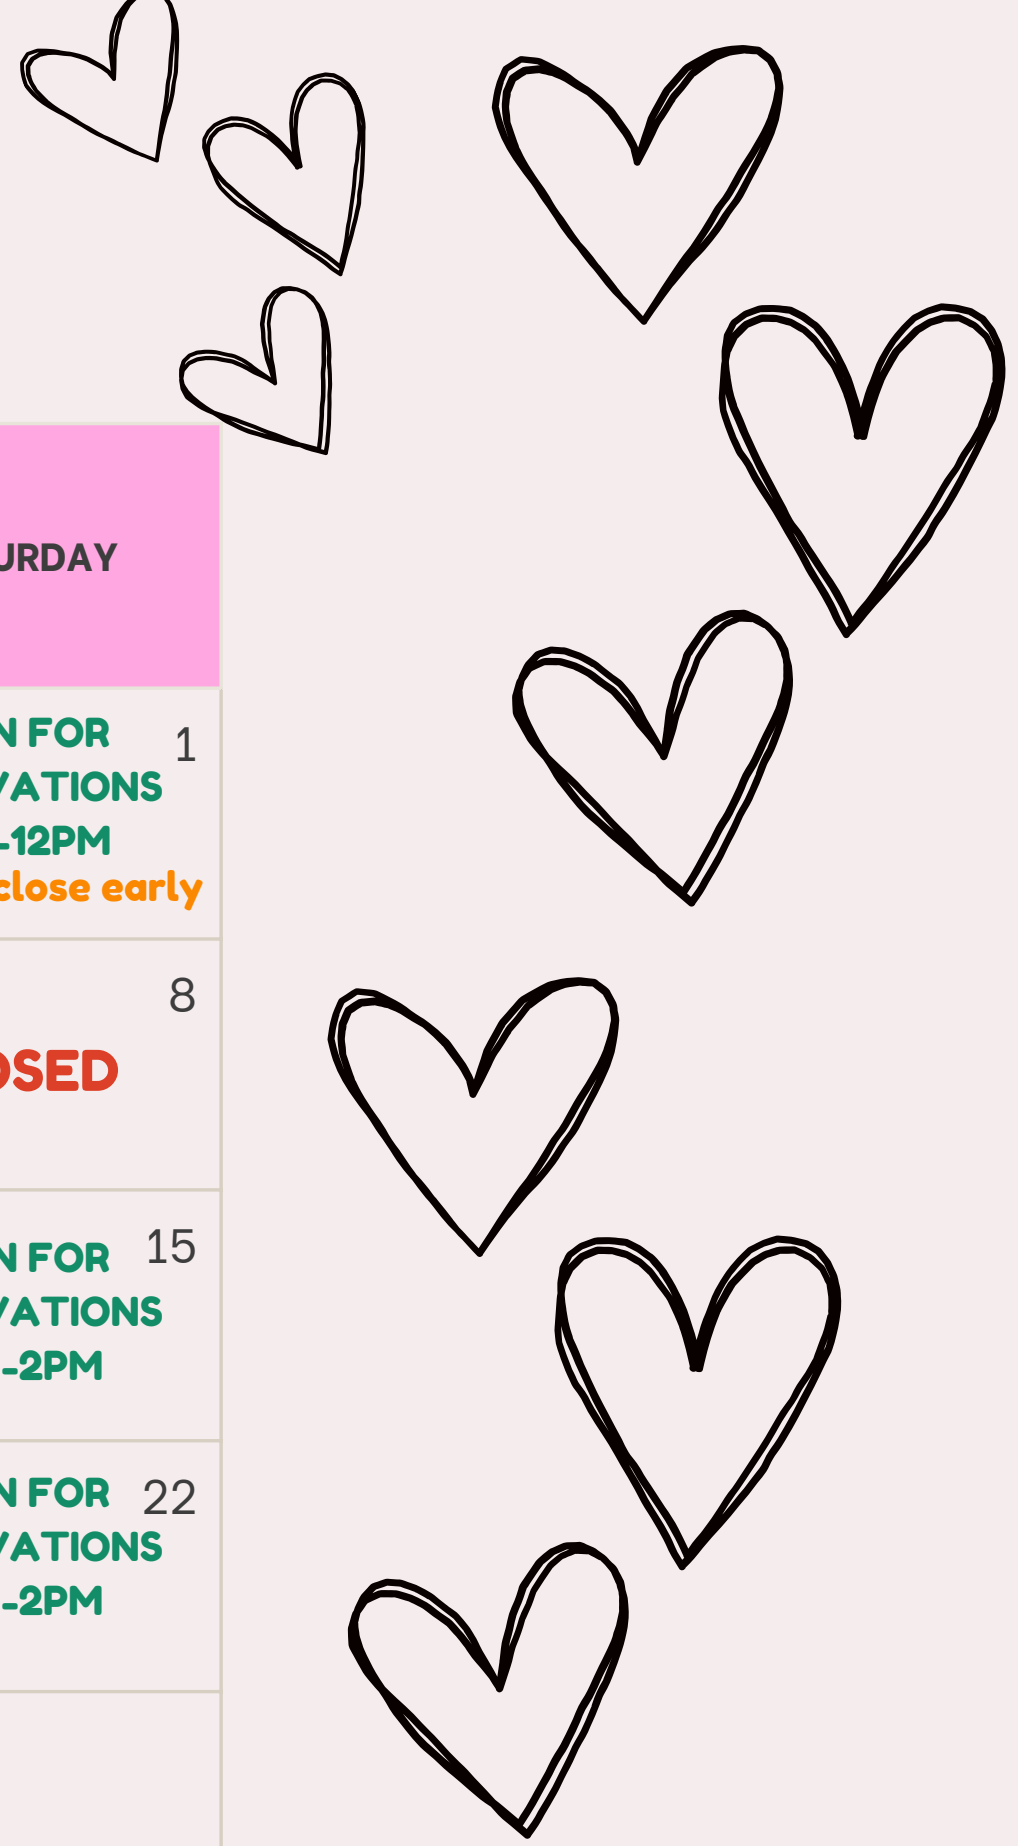 URDAY
1
N FOR
VATIONS
-12PM
close early
8
OSED
15
N FOR
VATIONS
-2PM
22
N FOR
VATIONS
-2PM